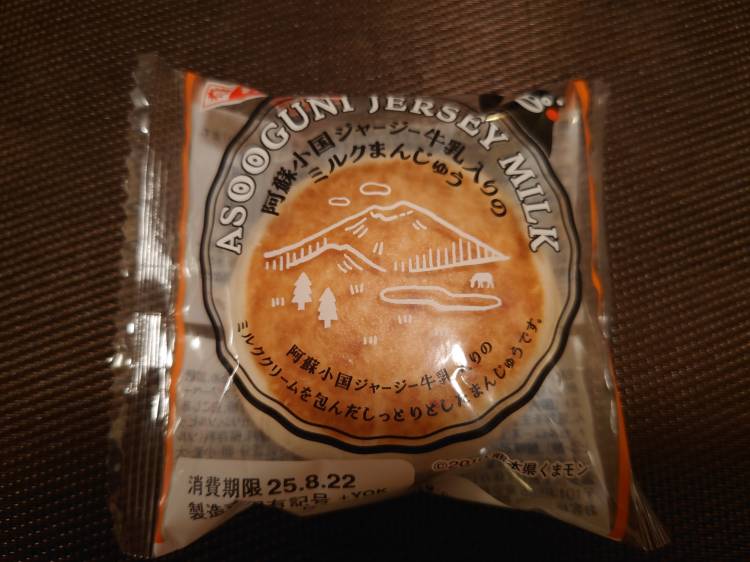 ASOOGUNI JERSEY MILK
阿蘇小国ジャージー牛乳入りの
ミルクまんじゅう
阿蘇小国ジャージー牛乳入りの
ミルククリームを包んだしっとりとしたまんじゅうです。
熊本県くまモン
消費期限 25.8.22